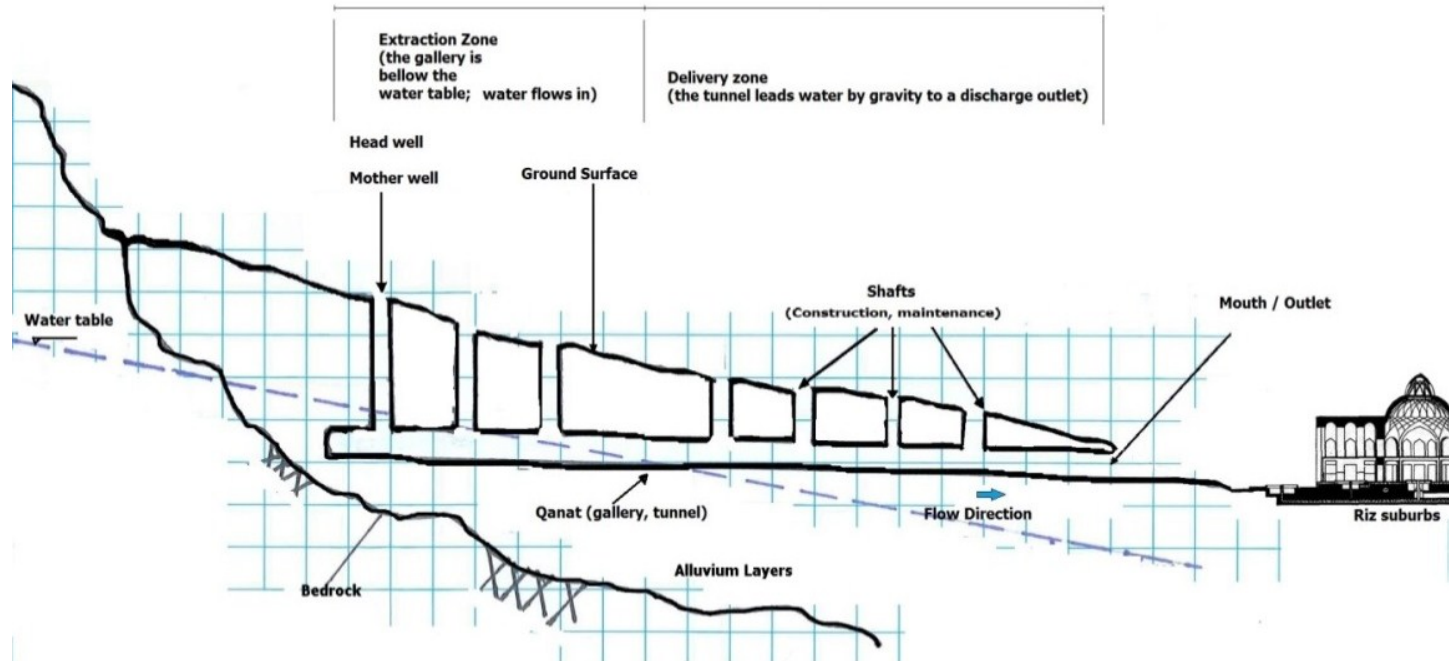 Extraction Zone
(the gallery is
bellow the
water table; water flows in)
Delivery zone
(the tunnel leads water by gravity to a discharge outlet)
Head well
Mother well
Ground Surface
Shafts
(Construction, maintenance)
Mouth / Outlet
Water table
Qanat (gallery, tunnel)
Flow Direction
Riz suburbs
Alluvium Layers
Bedrock